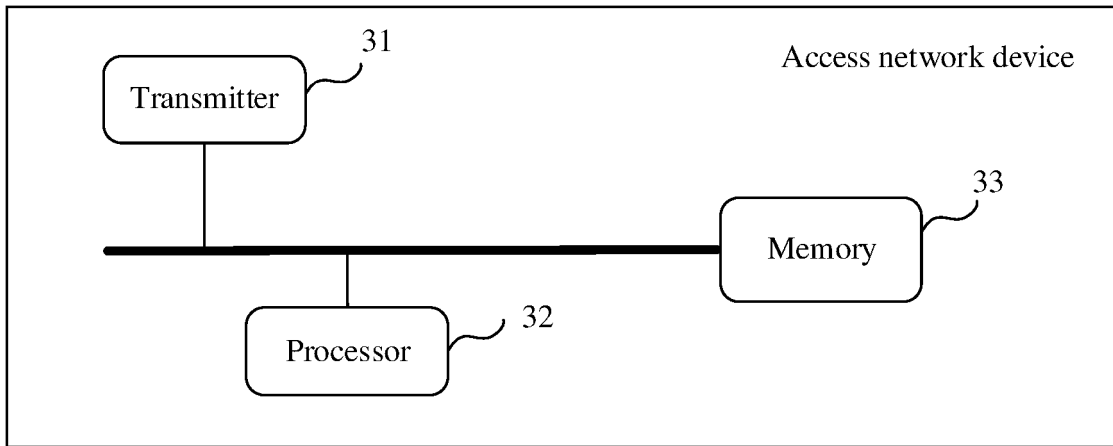 31
Access network device
Transmitter
33
Memory
32
Processor